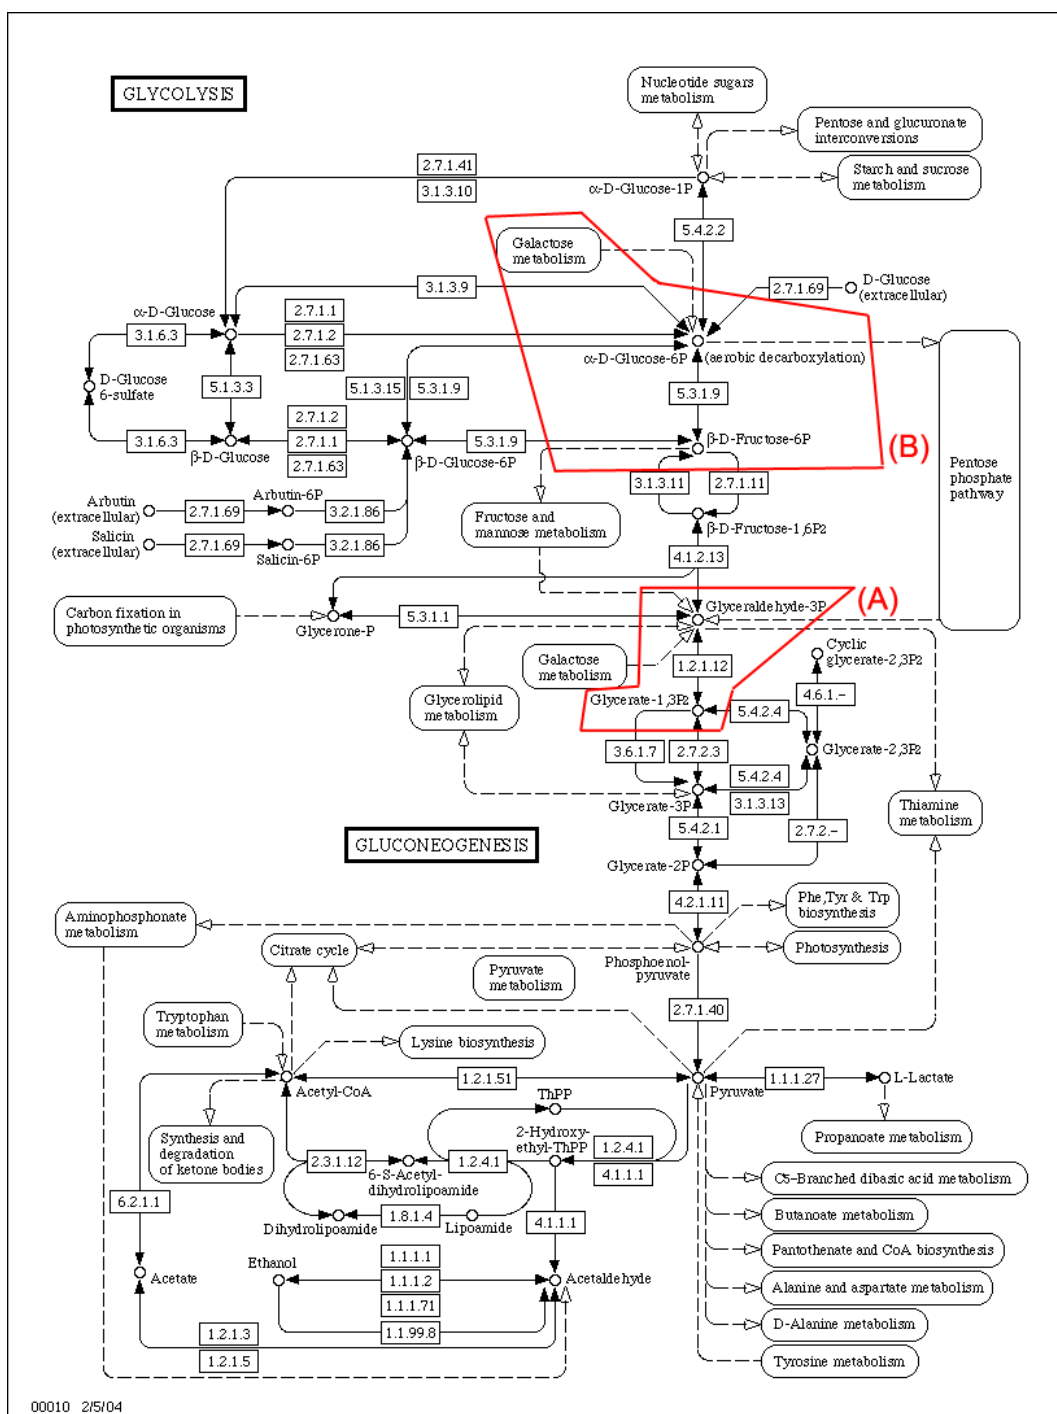 GLYCOLYSIS
Nucleotide sugars
metabolism
Pentose and glucuronate
interconversions
Starch and sucrose
metabolism
2.7.1.41
3.1.3.10
α-D-Glucose-1P
5.4.2.2
Galactose
metabolism
3.1.3.9
2.7.1.69
D-Glucose
(extracellular)
α-D-Glucose
2.7.1.1
2.7.1.2
2.7.1.63
3.1.6.3
α-D-Glucose-6P
(aerobic decarboxylation)
D-Glucose
6-sulfate
5.1.3.3
5.1.3.15
5.3.1.9
5.3.1.9
2.7.1.2
2.7.1.1
2.7.1.63
3.1.6.3
β-D-Glucose
β-D-Glucose-6P
5.3.1.9
β-D-Fructose-6P
(B)
Pentose
phosphate
pathway
3.1.3.11
2.7.1.11
Arbutin
(extracellular)
2.7.1.69
Arbutin-6P
3.2.1.86
Salicin
(extracellular)
2.7.1.69
Salicin-6P
3.2.1.86
Fructose and
mannose metabolism
β-D-Fructose-1,6P2
4.1.2.13
Carbon fixation in
photosynthetic organisms
Glycerone-P
5.3.1.1
Glyceraldehyde-3P
(A)
Galactose
metabolism
1.2.1.12
Cyclic
glycerate-2,3P2
Glycerolipid
metabolism
Glycerate-1,3P2
5.4.2.4
4.6.1.-
3.6.1.7
2.7.2.3
Glycerate-2,3P2
5.4.2.4
3.1.3.13
Glycerate-3P
Thiamine
metabolism
5.4.2.1
2.7.2.-
GLUCONEOGENESIS
Glycerate-2P
4.2.1.11
Aminophosphonate
metabolism
Phe,Tyr & Trp
biosynthesis
Citrate cycle
Photosynthesis
Phosphoenol-
pyruvate
Pyruvate
metabolism
2.7.1.40
Tryptophan
metabolism
Lysine biosynthesis
Acetyl-CoA
1.2.1.51
Pyruvate
1.1.1.27
L-Lactate
ThPP
Synthesis and
degradation
of ketone bodies
2-Hydroxy-
ethyl-ThPP
1.2.4.1
4.1.1.1
Propanoate metabolism
2.3.1.12
6-S-Acetyl-
dihydrolipoamide
1.2.4.1
C5-Branched dibasic acid metabolism
6.2.1.1
Dihydrolipoamide
1.8.1.4
Lipoamide
4.1.1.1
Butanoate metabolism
Pantothenate and CoA biosynthesis
Ethanol
1.1.1.1
1.1.1.2
1.1.1.71
1.1.99.8
Acetate
Acetaldehyde
Alanine and aspartate metabolism
D-Alanine metabolism
1.2.1.3
1.2.1.5
Tyrosine metabolism
00010 2/5/04